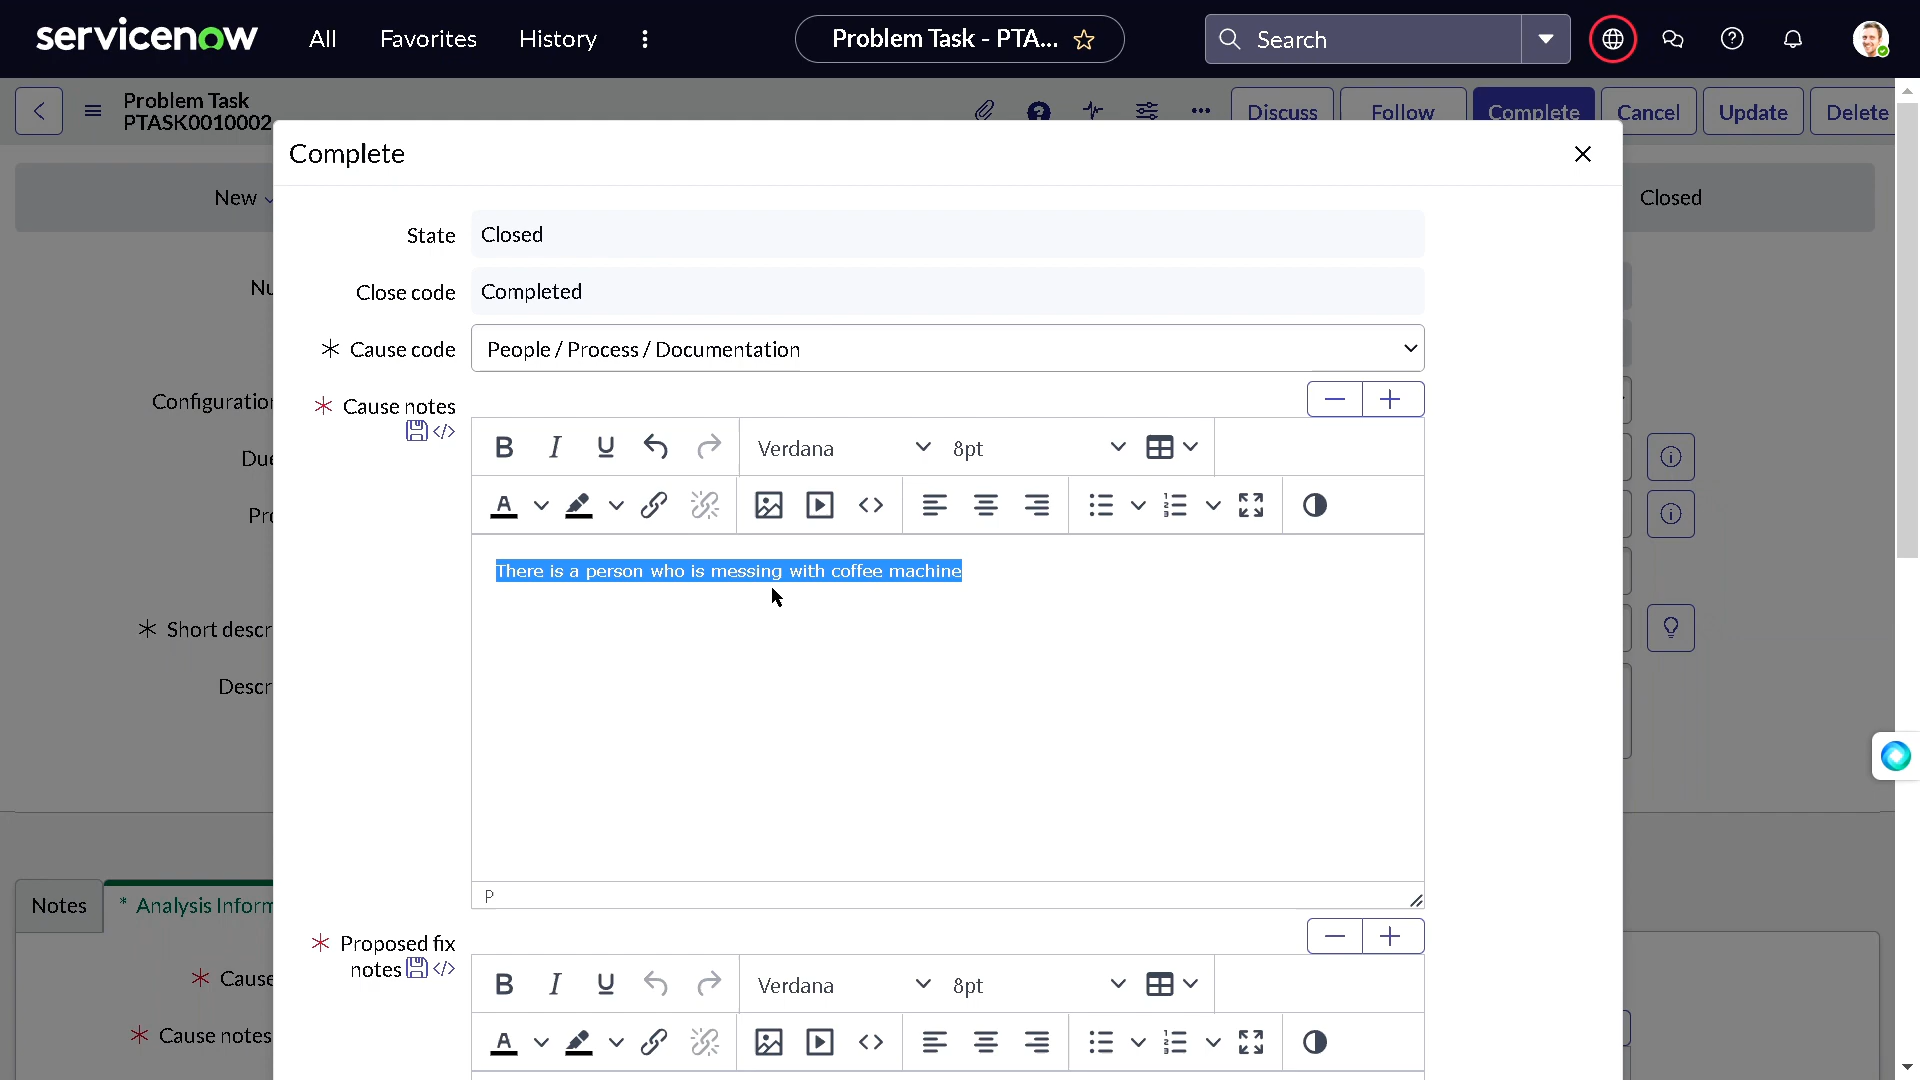 servicenow
All
Favorites
History
Problem Task - PTA...
Search
Problem Task
PTASK0010002
Discuss
Follow
Complete
Cancel
Update
Delete
Complete
New
Closed
State
Closed
Close code
Completed
Cause code
People / Process / Documentation
Cause notes
Verdana
8pt
There is a person who is messing with coffee machine
P
Proposed fix
notes
Verdana
8pt
Nu
Configuration
Due
Pro
Short descr
Descr
Notes
* Analysis Inform
Cause
Cause notes